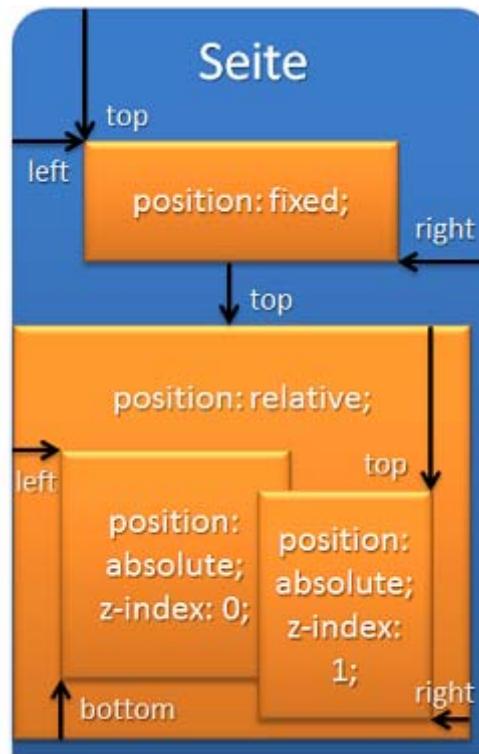 Seite
top
left
position: fixed;
right
top
position: relative;
left
top
position:
absolute;
z-index: 0;
position:
absolute;
z-index:
1;
bottom
right